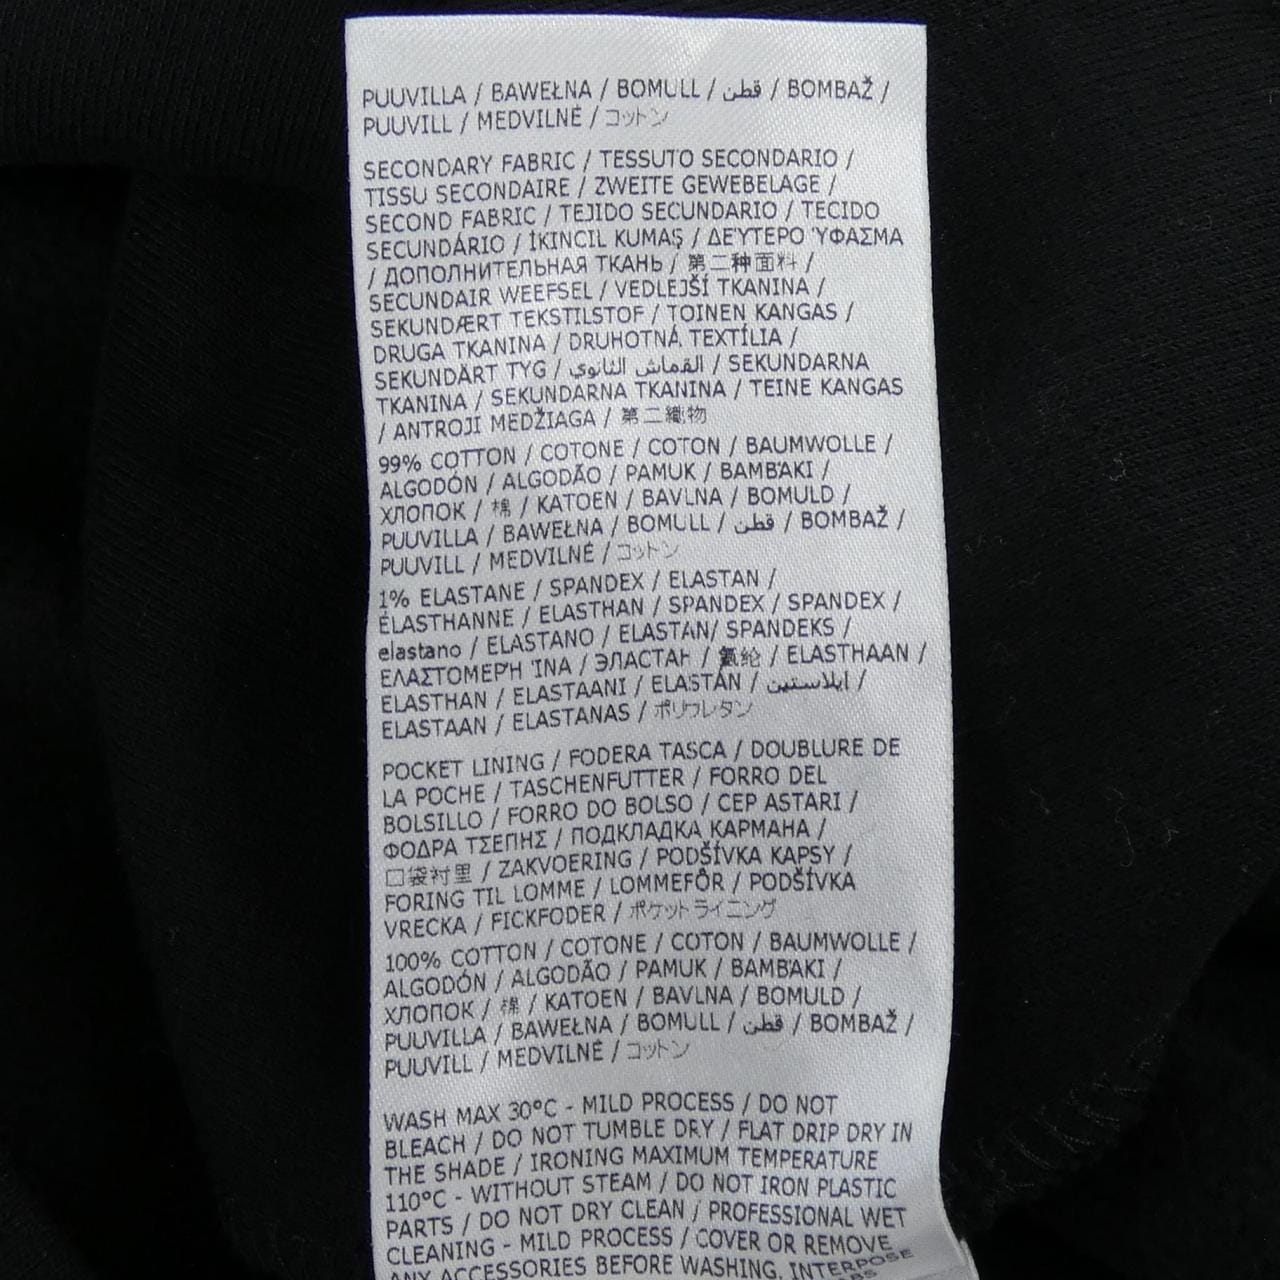 PUUVILLA / BAWEŁNA / BOMULL / قطن / BOMBAŽ /
PUUVILL / MEDVILNĖ / コットン
SECONDARY FABRIC / TESSUTO SECONDARIO /
TISSU SECONDAIRE / ZWEITE GEWEBELAGE /
SECOND FABRIC / TEJIDO SECUNDARIO / TECIDO
SECUNDÁRIO / İKINCIL KUMAŞ / ΔΕΎΤΕΡΟ ΎΦΑΣΜΑ
/ ДОПОЛНИТЕЛЬНАЯ ТКАНЬ / 第二种面料 /
SECUNDAIR WEEFSEL / VEDLEJŠÍ TKANINA /
SEKUNDÆRT TEKSTILSTOF / TOINEN KANGAS /
DRUGA TKANINA / DRUHOTNÁ TEXTÍLIA /
SEKUNDÄRT TYG / القماش الثانوي / SEKUNDARNA
TKANINA / SEKUNDARNA TKANINA / TEINE KANGAS
/ ANTROJI MEDŽIAGA / 第二織物
99% COTTON / COTONE / COTON / BAUMWOLLE /
ALGODÓN / ALGODÃO / PAMUK / ΒΑΜΒΆΚΙ /
ХЛОПОК / 棉 / KATOEN / BAVLNA / BOMULD /
PUUVILLA / BAWEŁNA / BOMULL / قطن / BOMBAŽ /
PUUVILL / MEDVILNĖ / コットン
1% ELASTANE / SPANDEX / ELASTAN /
ÉLASTHANNE / ELASTHAN / SPANDEX / SPANDEX /
elastano / ELASTANO / ELASTAN/ SPANDEKS /
ΕΛΑΣΤΟΜΕΡΉ ΊΝΑ / ЭЛАСТАН / 氨纶 / ELASTHAAN /
ELASTHAN / ELASTAANI / ELASTÁN / إيلاستين /
ELASTAAN / ELASTANAS / ポリウレタン
POCKET LINING / FODERA TASCA / DOUBLURE DE
LA POCHE / TASCHENFUTTER / FORRO DEL
BOLSILLO / FORRO DO BOLSO / CEP ASTARI /
ΦΟΔΡΑ ΤΣΕΠΗΣ / ПОДКЛАДКА КАРМАНА /
口袋衬里 / ZAKVOERING / PODŠÍVKA KAPSY /
FORING TIL LOMME / LOMMEFÔR / PODŠÍVKA
VRECKA / FICKFODER / ポケットライニング
100% COTTON / COTONE / COTON / BAUMWOLLE /
ALGODÓN / ALGODÃO / PAMUK / ΒΑΜΒΆΚΙ /
ХЛОПОК / 棉 / KATOEN / BAVLNA / BOMULD /
PUUVILLA / BAWEŁNA / BOMULL / قطن / BOMBAŽ /
PUUVILL / MEDVILNĖ / コットン
WASH MAX 30°C - MILD PROCESS / DO NOT
BLEACH / DO NOT TUMBLE DRY / FLAT DRIP DRY IN
THE SHADE / IRONING MAXIMUM TEMPERATURE
110°C - WITHOUT STEAM / DO NOT IRON PLASTIC
PARTS / DO NOT DRY CLEAN / PROFESSIONAL WET
CLEANING - MILD PROCESS / COVER OR REMOVE
ANY ACCESSORIES BEFORE WASHING. INTERPOSE